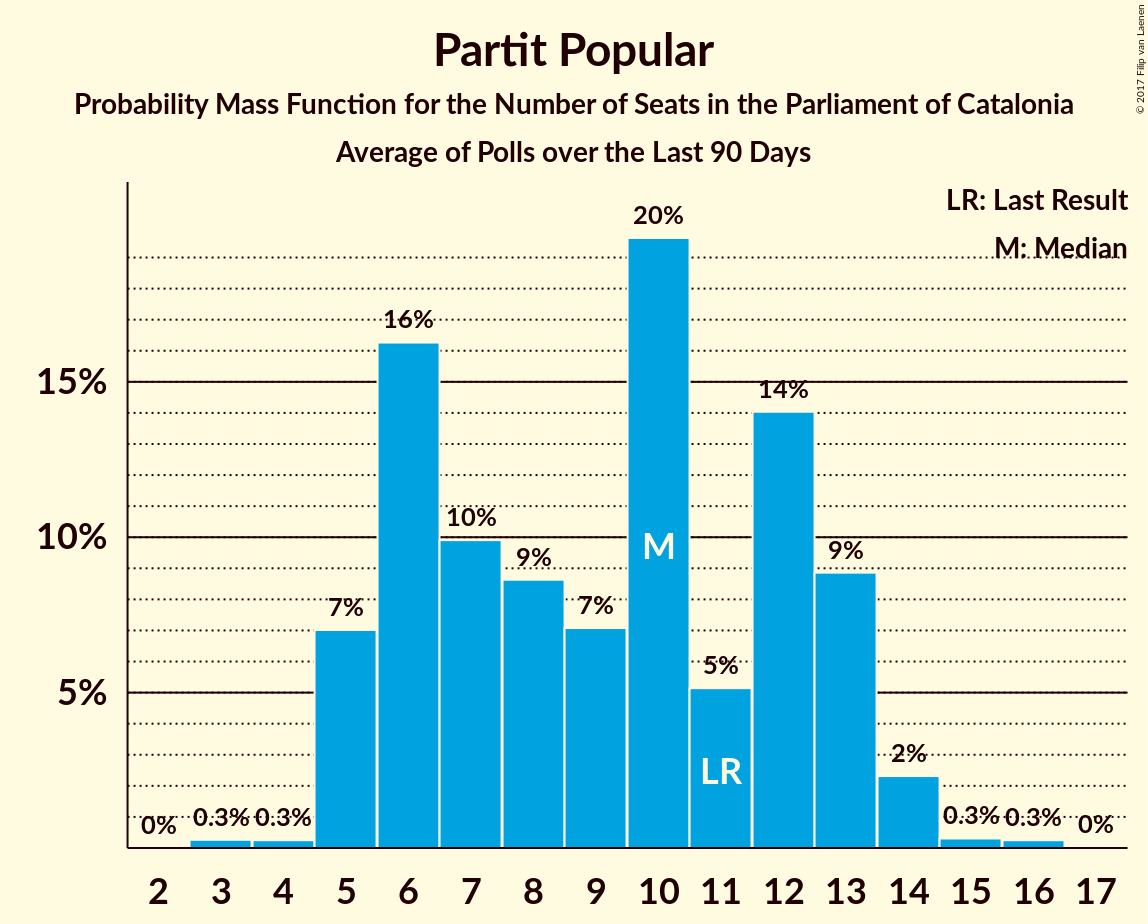 Partit Popular
Probability Mass Function for the Number of Seats in the Parliament of Catalonia
Average of Polls over the Last 90 Days
© 2017 Filip van Laenen
LR: Last Result
M: Median
15%
10%
5%
0%
0.3%
0.3%
7%
16%
10%
9%
7%
20%
5%
14%
9%
2%
0.3%
0.3%
0%
M
LR
2 3 4 5 6 7 8 9 10 11 12 13 14 15 16 17